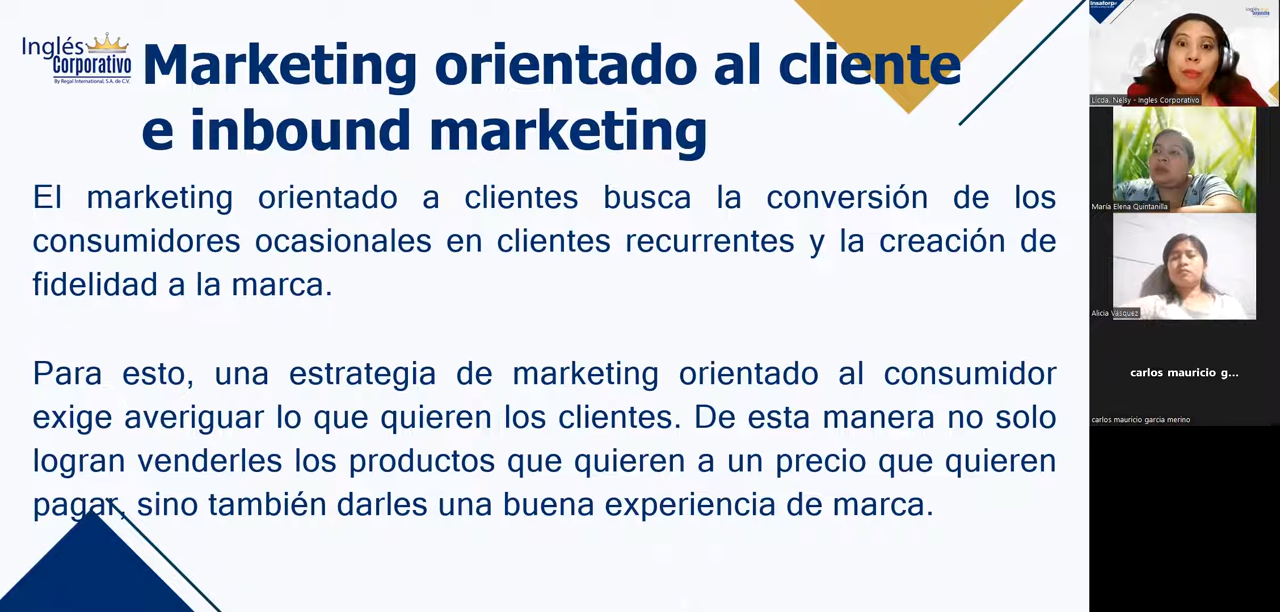 Inglés
Corporativo
By Regal International, S.A. de C.V.
Marketing orientado al cliente
e inbound marketing
El marketing orientado a clientes busca la conversión de los
consumidores ocasionales en clientes recurrentes y la creación de
fidelidad a la marca.
Para esto, una estrategia de marketing orientado al consumidor
exige averiguar lo que quieren los clientes. De esta manera no solo
logran venderles los productos que quieren a un precio que quieren
pagar, sino también darles una buena experiencia de marca.
Insaforp
Licda. Nelsy - Ingles Corporativo
María Elena Quintanilla
Alicia Vásquez
carlos mauricio g...
carlos mauricio garcia merino